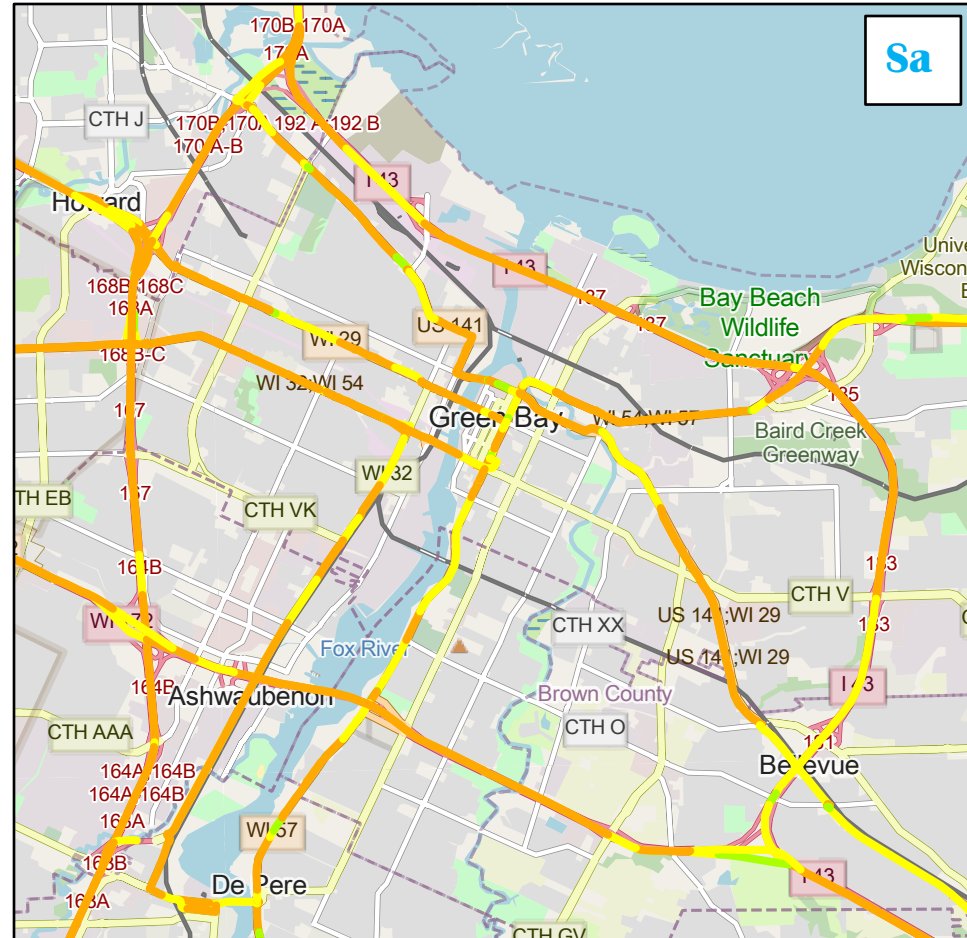 170B;170A
Sa
CTH J
170B;170A 192 A;192 B
170 A-B
I 43
Howard
I 43
187
168B;168C
168A
US 141
Bay Beach
Wildlife
Sanctuary
187
WI 29
168B-C
WI 32;WI 54
185
167
Green Bay
WI 54;WI 57
Baird Creek
Greenway
WI 32
167
CTH VK
164B
183
CTH V
WI 172
US 141;WI 29
CTH XX
183
Fox River
US 141;WI 29
164B
I 43
Ashwaubenon
Brown County
CTH AAA
CTH O
181
Bellevue
164A;164B
164A;164B
163A
WI 57
163B
I 43
De Pere
163A
CTH GV